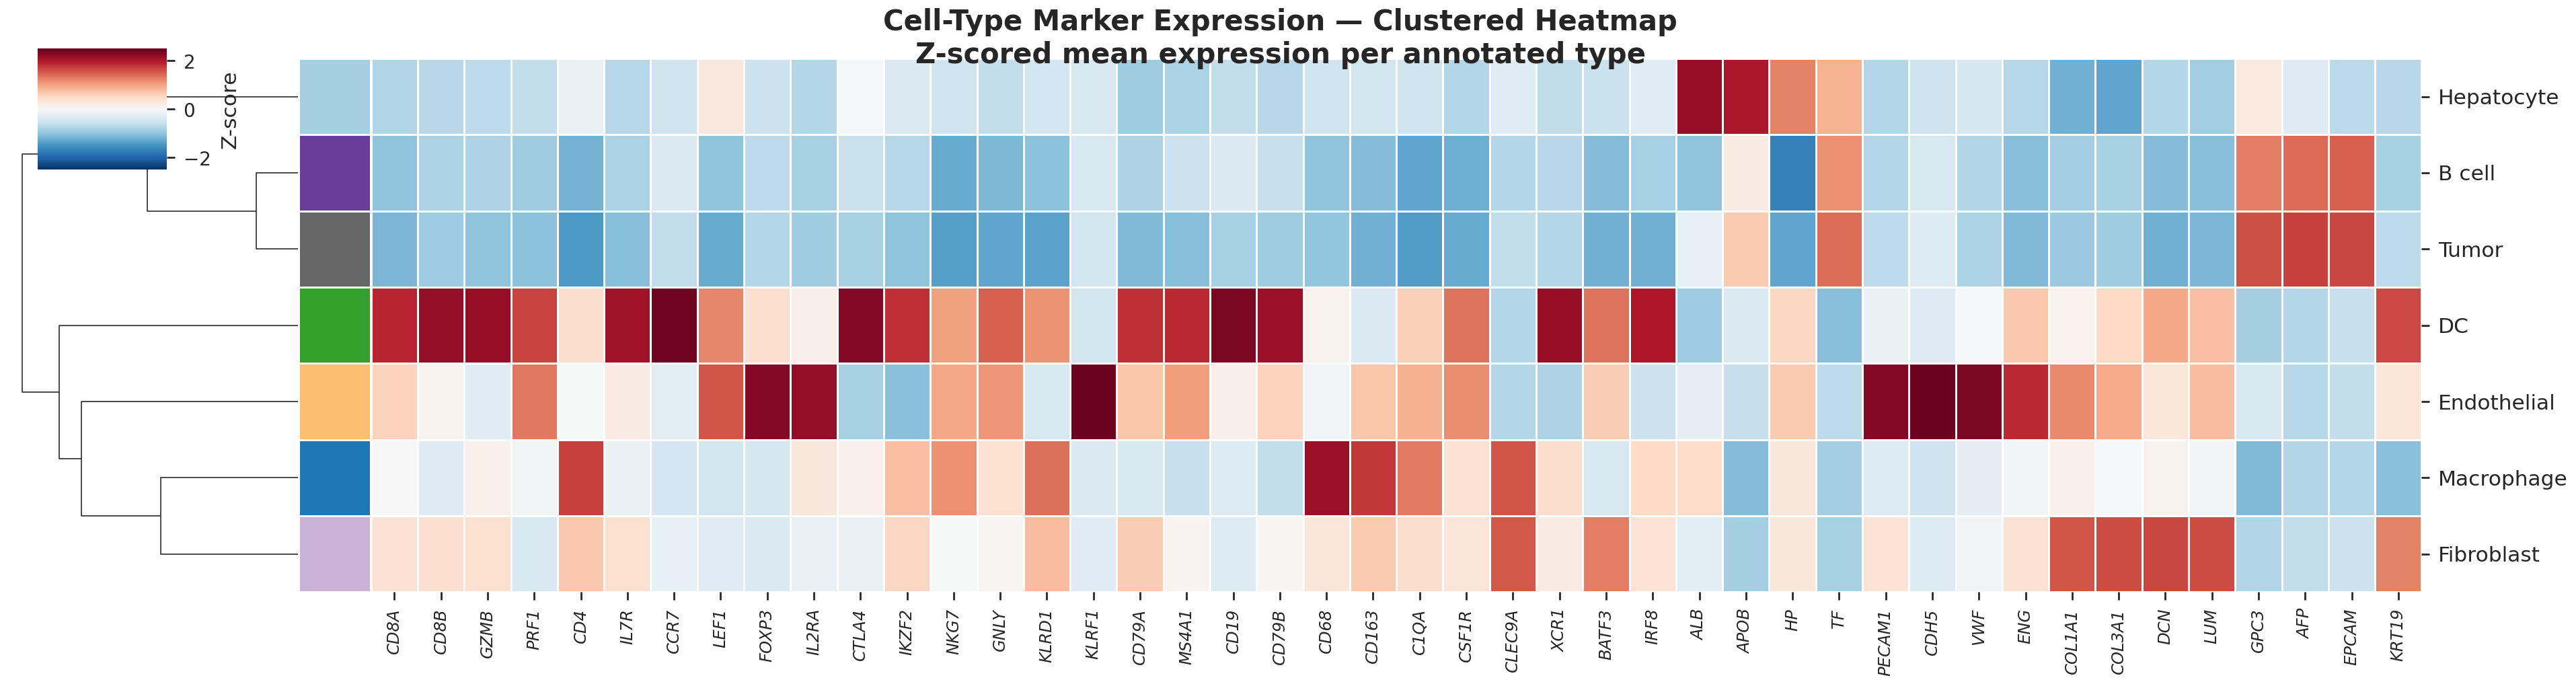 Cell-Type Marker Expression — Clustered Heatmap
Z-scored mean expression per annotated type
2
0
−2
Z-score
Hepatocyte
B cell
Tumor
DC
Endothelial
Macrophage
Fibroblast
CD8A
CD8B
GZMB
PRF1
CD4
IL7R
CCR7
LEF1
FOXP3
IL2RA
CTLA4
IKZF2
NKG7
GNLY
KLRD1
KLRF1
CD79A
MS4A1
CD19
CD79B
CD68
CD163
C1QA
CSF1R
CLEC9A
XCR1
BATF3
IRF8
ALB
APOB
HP
TF
PECAM1
CDH5
VWF
ENG
COL1A1
COL3A1
DCN
LUM
GPC3
AFP
EPCAM
KRT19